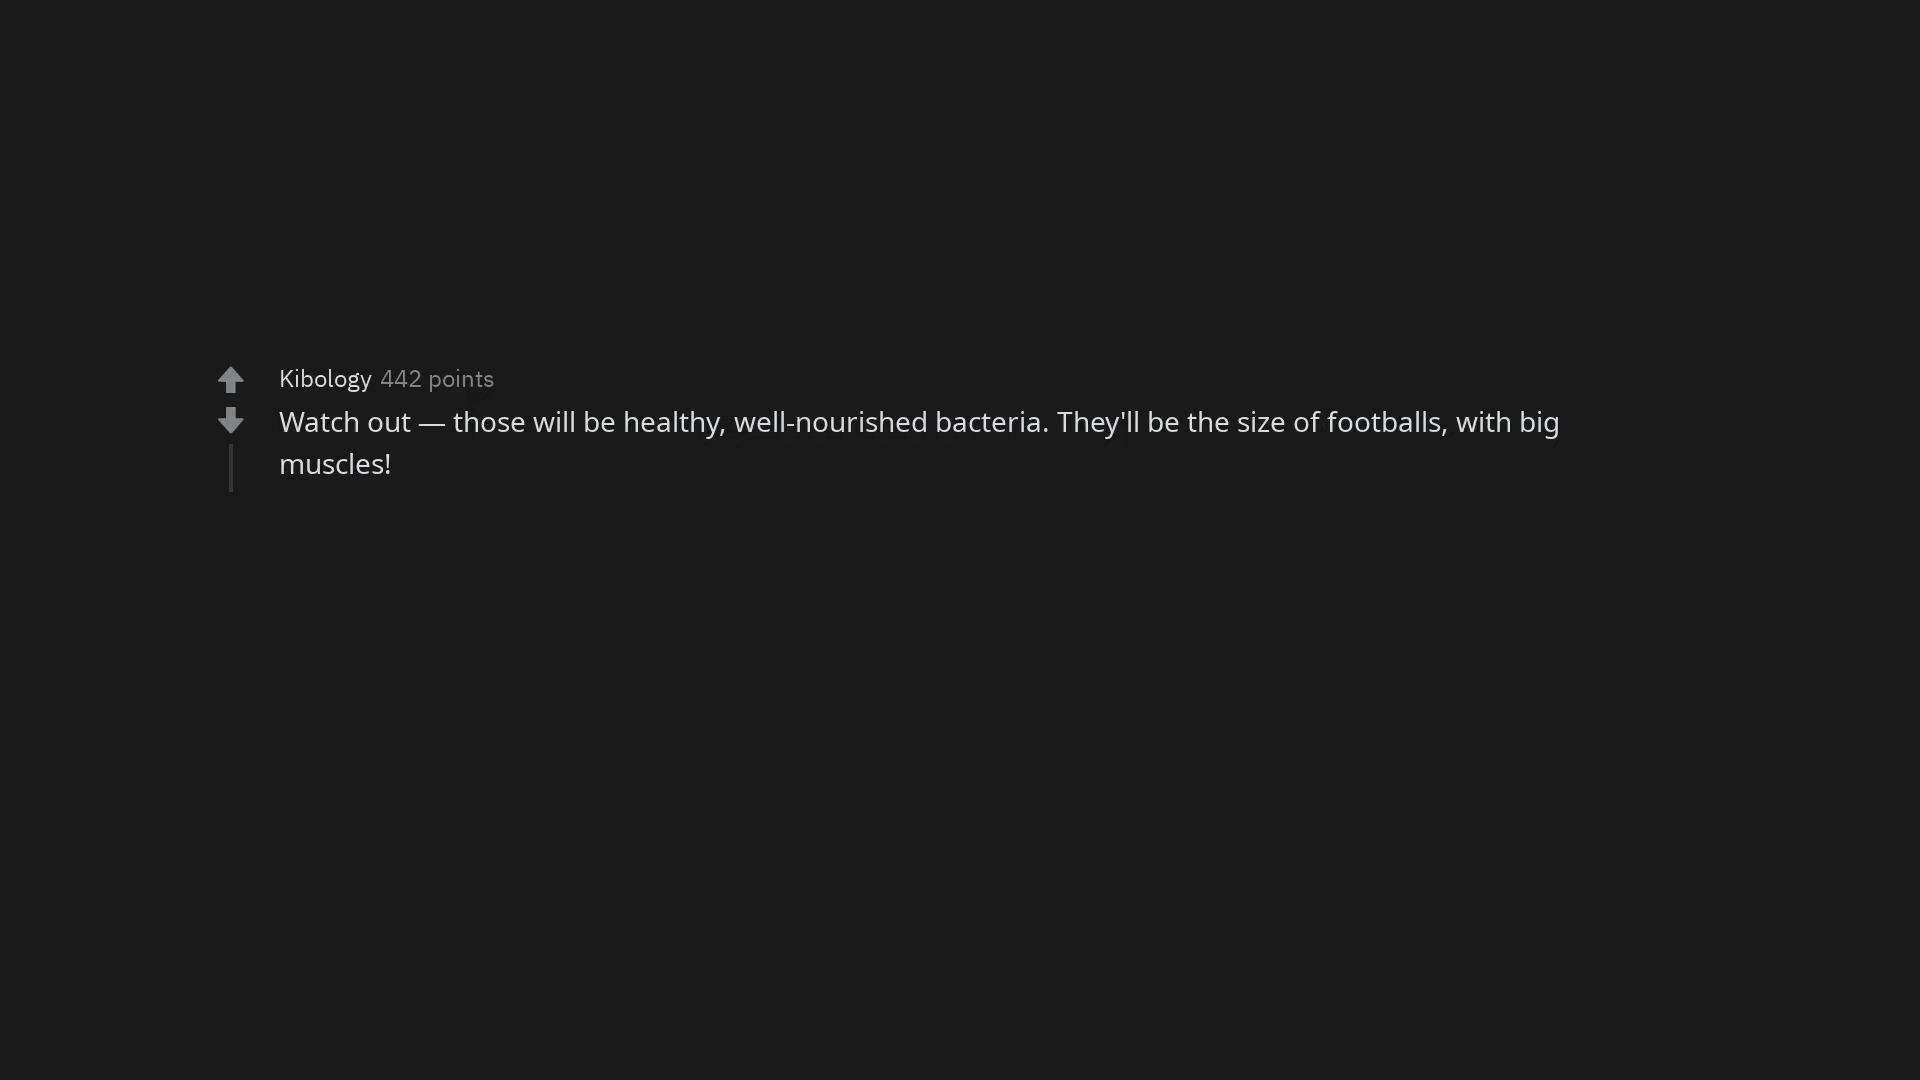 Kibology 442 points
Watch out — those will be healthy, well-nourished bacteria. They'll be the size of footballs, with big
muscles!